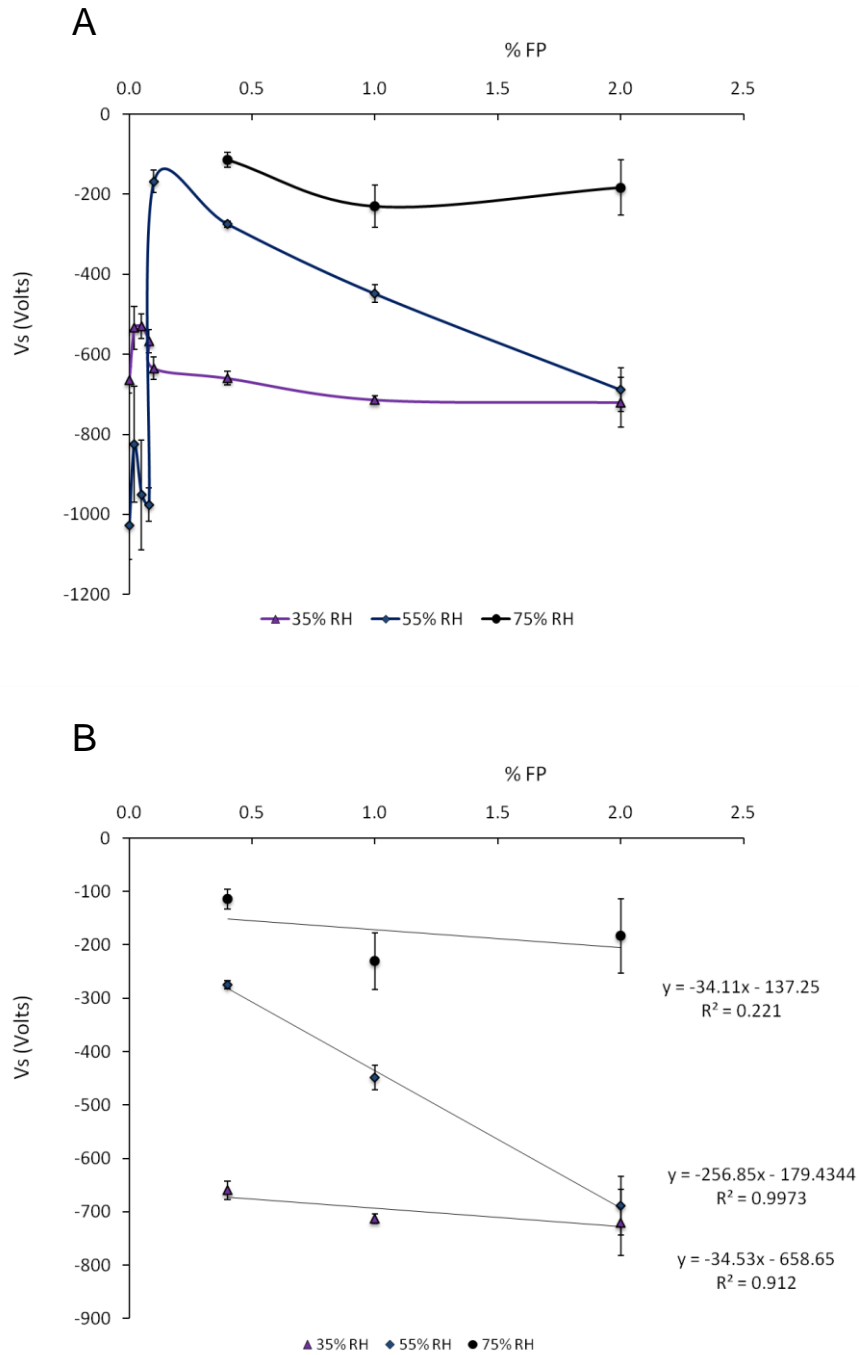 A
% FP
0.0 0.5 1.0 1.5 2.0 2.5
0
-200
-400
-600
-800
-1000
-1200
Vs (Volts)
35% RH 55% RH 75% RH
B
% FP
0.0 0.5 1.0 1.5 2.0 2.5
0
-100
-200
-300
-400
-500
-600
-700
-800
-900
Vs (Volts)
y = -34.11x - 137.25
R² = 0.221
y = -256.85x - 179.4344
R² = 0.9973
y = -34.53x - 658.65
R² = 0.912
35% RH 55% RH 75% RH